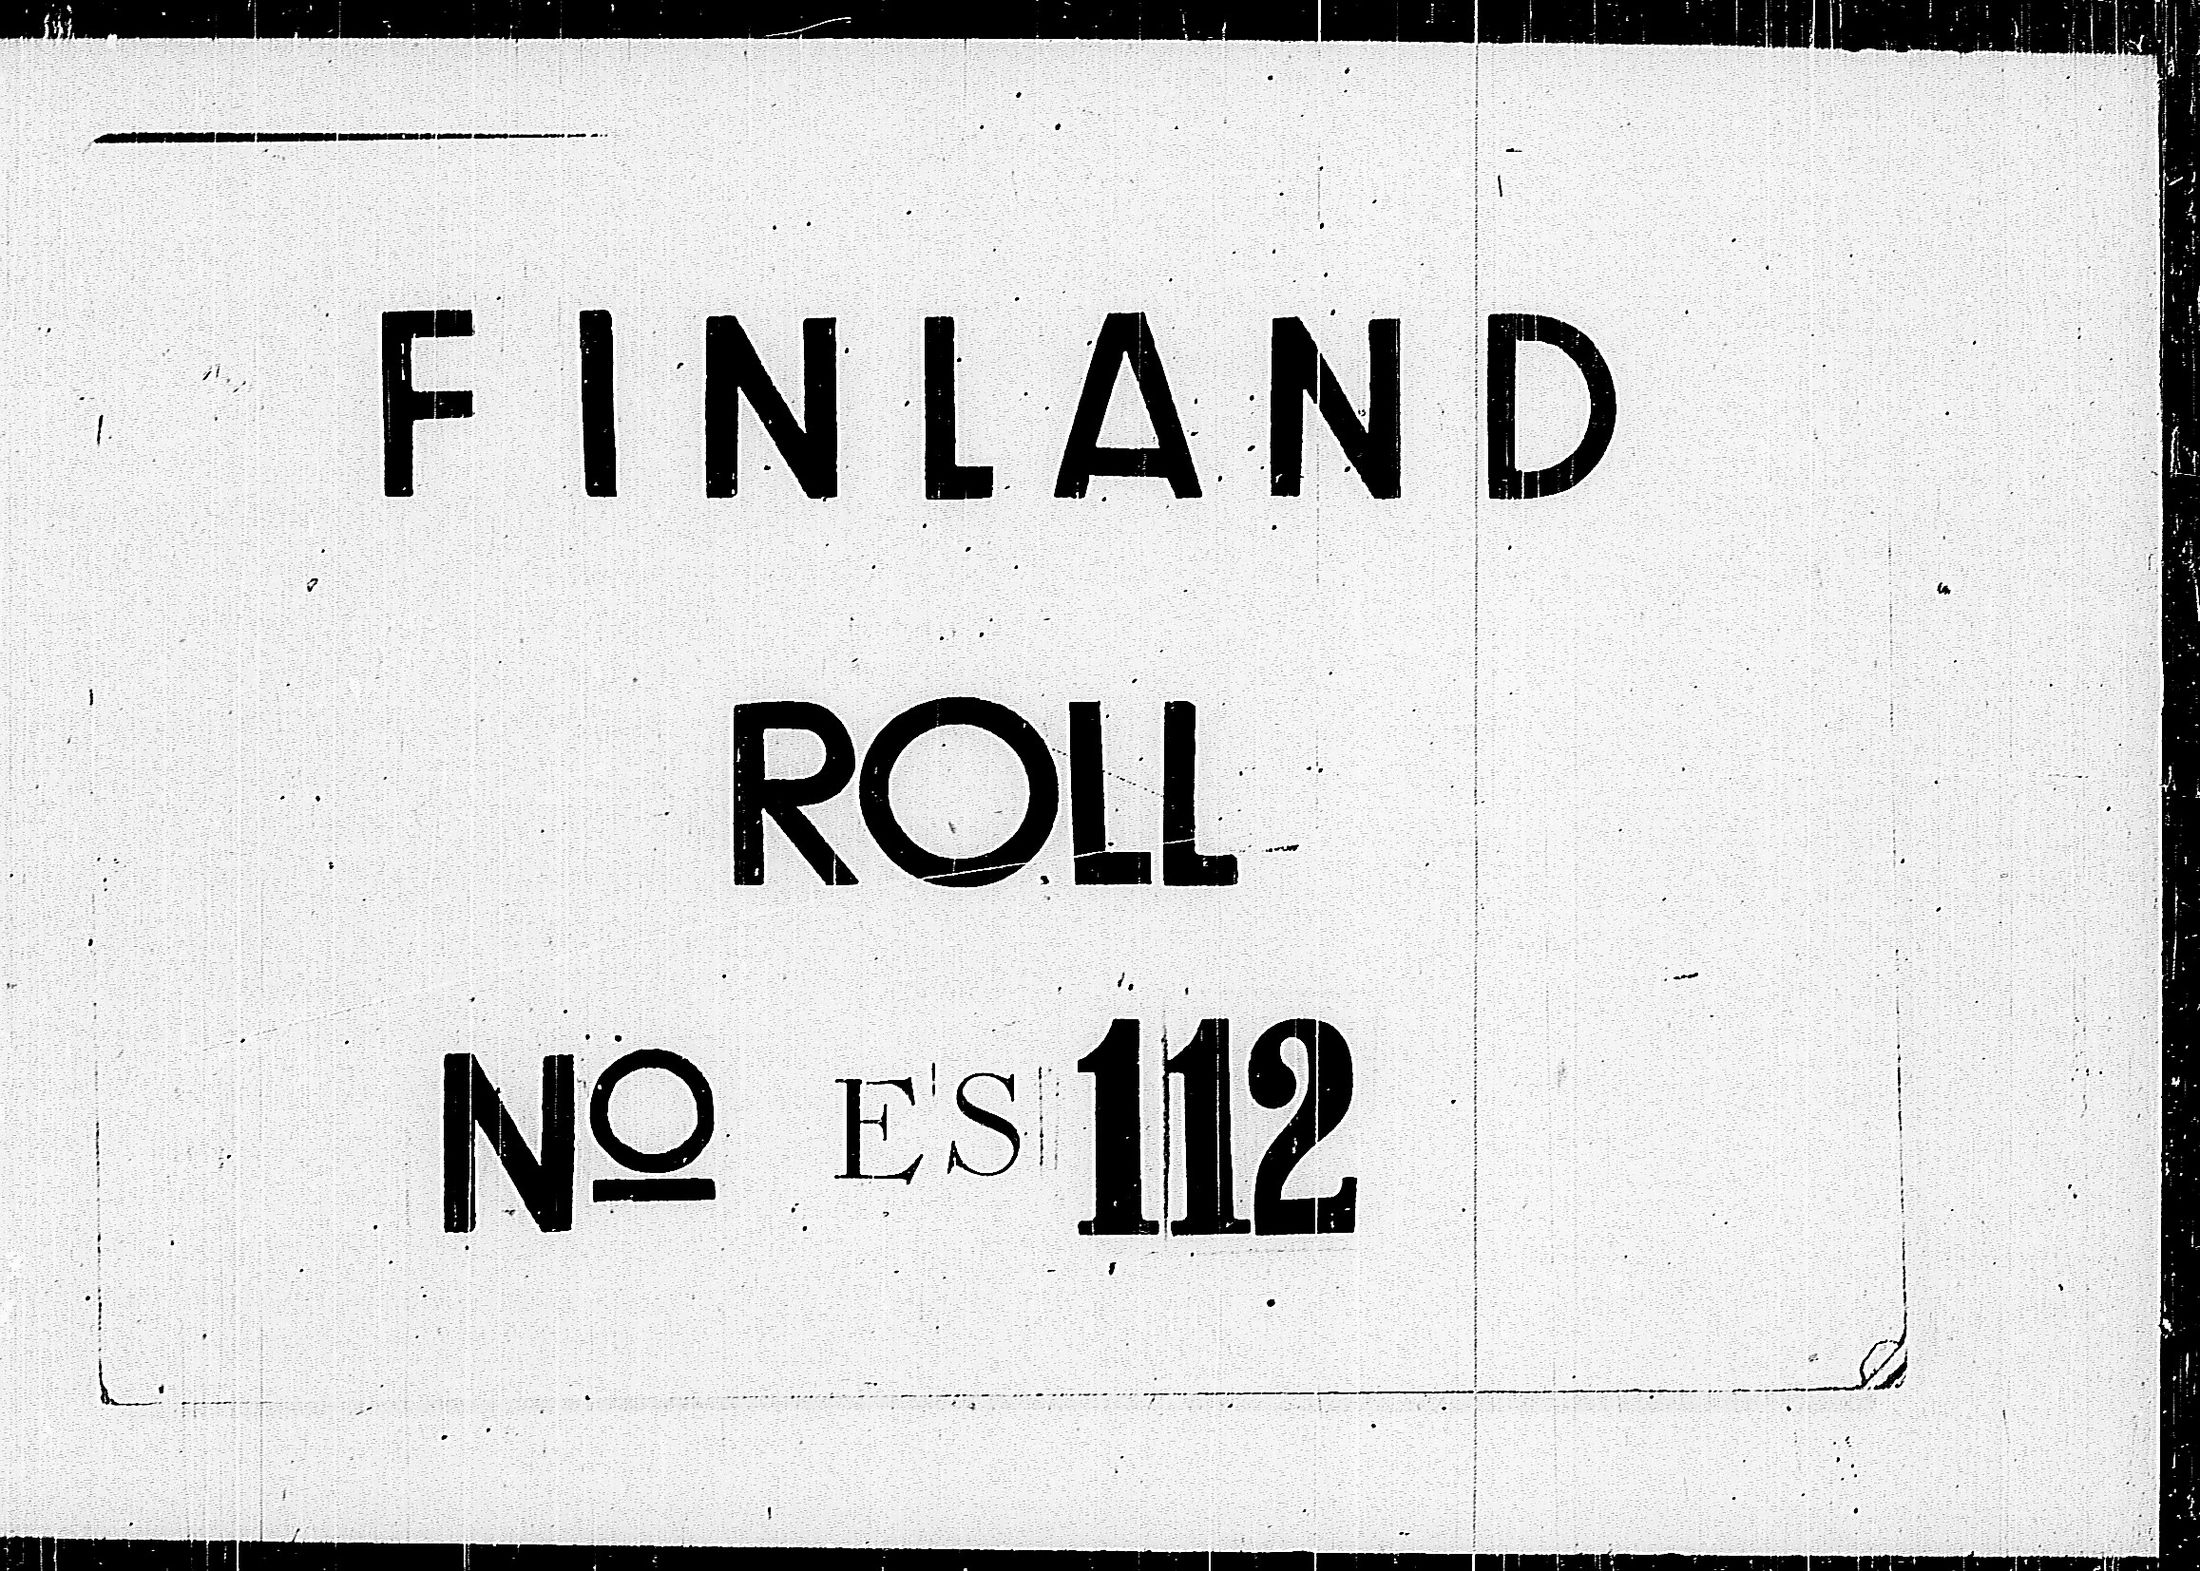 FINLAND
ROLL
Nº ES 112